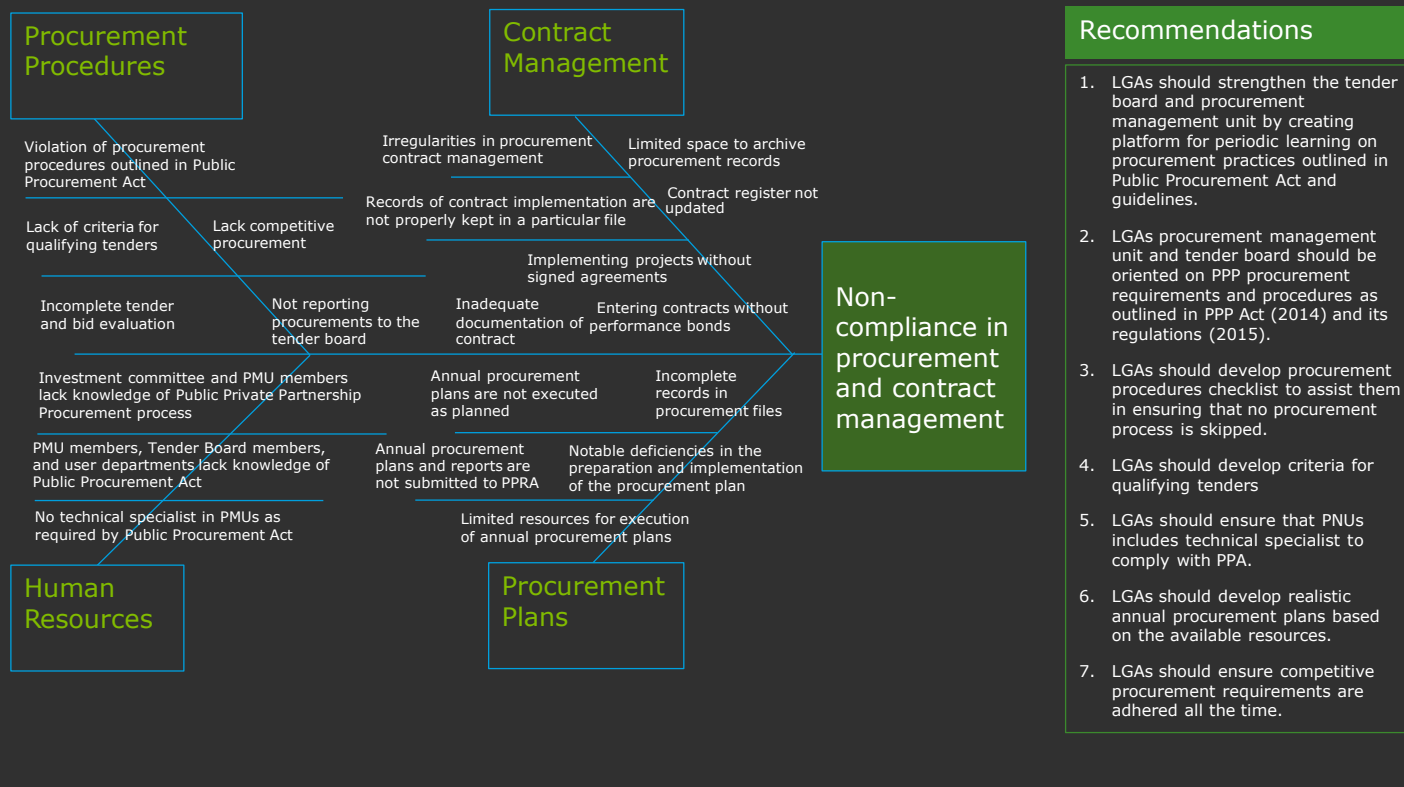 Procurement
Procedures
Contract
Management
Recommendations
Violation of procurement
procedures outlined in Public
Procurement Act
Lack of criteria for
qualifying tenders
Lack competitive
procurement
Incomplete tender
and bid evaluation
Not reporting
procurements to the
tender board
Irregularities in procurement
contract management
Limited space to archive
procurement records
Records of contract implementation are
not properly kept in a particular file
Contract register not
updated
Implementing projects without
signed agreements
Inadequate
documentation of
contract
Entering contracts without
performance bonds
Non-
compliance in
procurement
and contract
management
Investment committee and PMU members
lack knowledge of Public Private Partnership
Procurement process
PMU members, Tender Board members,
and user departments lack knowledge of
Public Procurement Act
No technical specialist in PMUs as
required by Public Procurement Act
Human
Resources
Annual procurement
plans are not executed
as planned
Incomplete
records in
procurement files
Annual procurement
plans and reports are
not submitted to PPRA
Notable deficiencies in the
preparation and implementation
of the procurement plan
Limited resources for execution
of annual procurement plans
Procurement
Plans
1. LGAs should strengthen the tender
board and procurement
management unit by creating
platform for periodic learning on
procurement practices outlined in
Public Procurement Act and
guidelines.
2. LGAs procurement management
unit and tender board should be
oriented on PPP procurement
requirements and procedures as
outlined in PPP Act (2014) and its
regulations (2015).
3. LGAs should develop procurement
procedures checklist to assist them
in ensuring that no procurement
process is skipped.
4. LGAs should develop criteria for
qualifying tenders
5. LGAs should ensure that PNUs
includes technical specialist to
comply with PPA.
6. LGAs should develop realistic
annual procurement plans based
on the available resources.
7. LGAs should ensure competitive
procurement requirements are
adhered all the time.